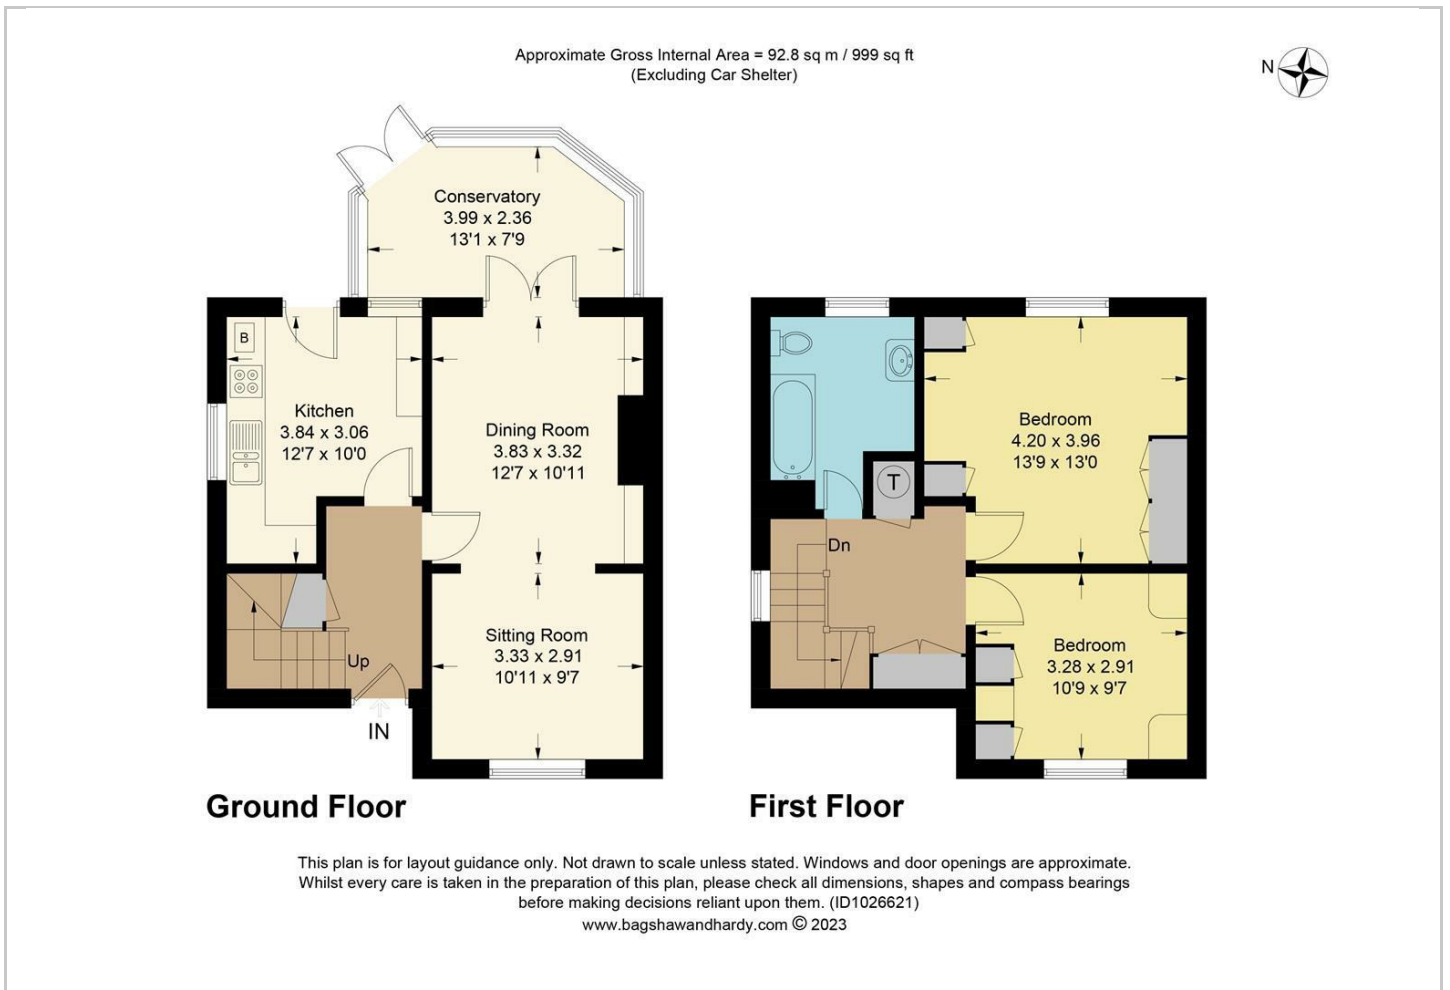 Approximate Gross Internal Area = 92.8 sq m / 999 sq ft
(Excluding Car Shelter)
N
Conservatory
3.99 x 2.36
13'1 x 7'9
B
Kitchen
3.84 x 3.06
12'7 x 10'0
Dining Room
3.83 x 3.32
12'7 x 10'11
Sitting Room
3.33 x 2.91
10'11 x 9'7
Up
IN
Ground Floor
Bedroom
4.20 x 3.96
13'9 x 13'0
T
Dn
Bedroom
3.28 x 2.91
10'9 x 9'7
First Floor
This plan is for layout guidance only. Not drawn to scale unless stated. Windows and door openings are approximate.
Whilst every care is taken in the preparation of this plan, please check all dimensions, shapes and compass bearings
before making decisions reliant upon them. (ID1026621)
www.bagshawandhardy.com © 2023